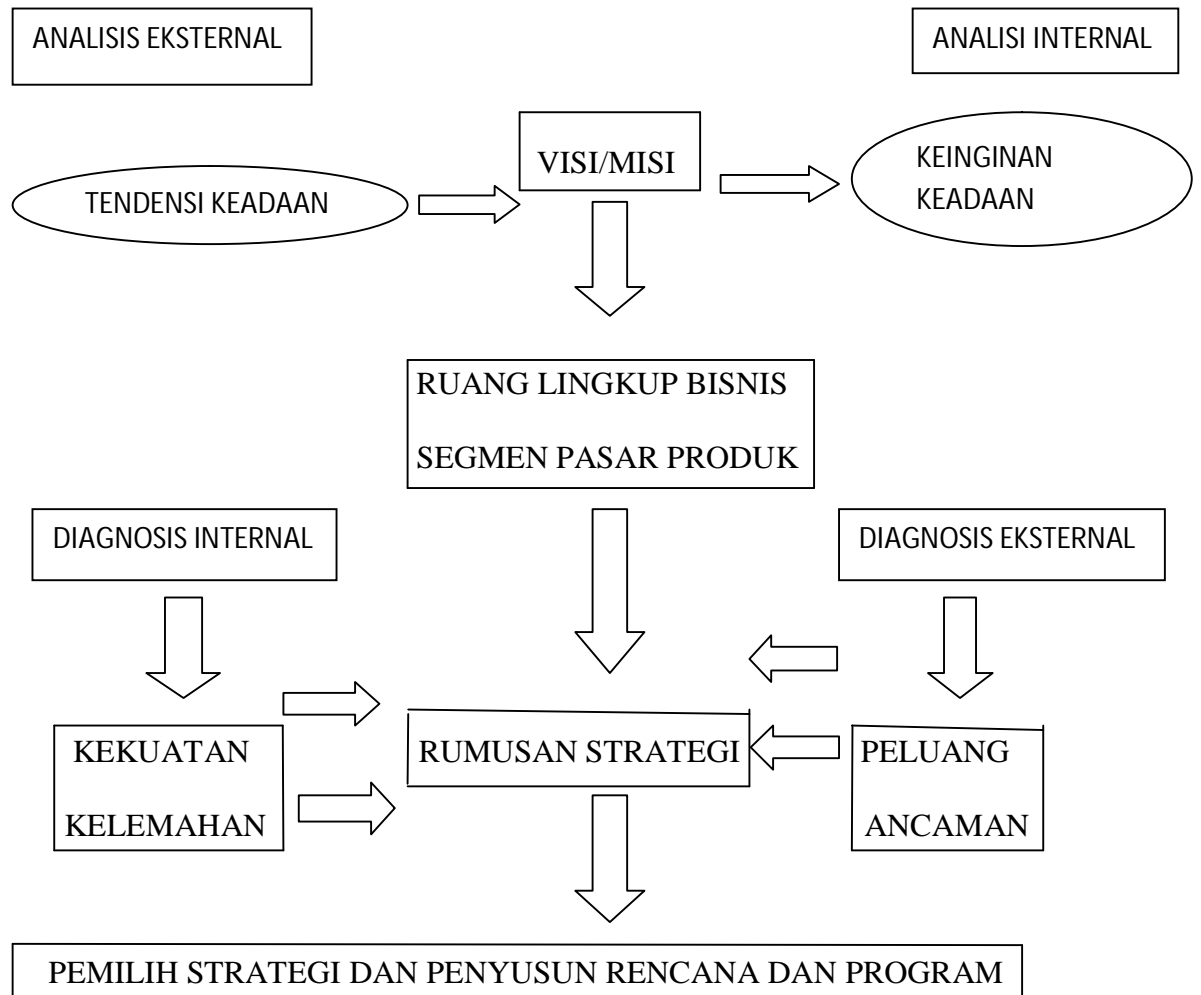 ANALISIS EKSTERNAL
ANALISI INTERNAL
VISI/MISI
KEINGINAN
KEADAAN
TENDENSI KEADAAN
RUANG LINGKUP BISNIS
SEGMEN PASAR PRODUK
DIAGNOSIS INTERNAL
DIAGNOSIS EKSTERNAL
KEKUATAN
KELEMAHAN
RUMUSAN STRATEGI
PELUANG
ANCAMAN
PEMILIH STRATEGI DAN PENYUSUN RENCANA DAN PROGRAM